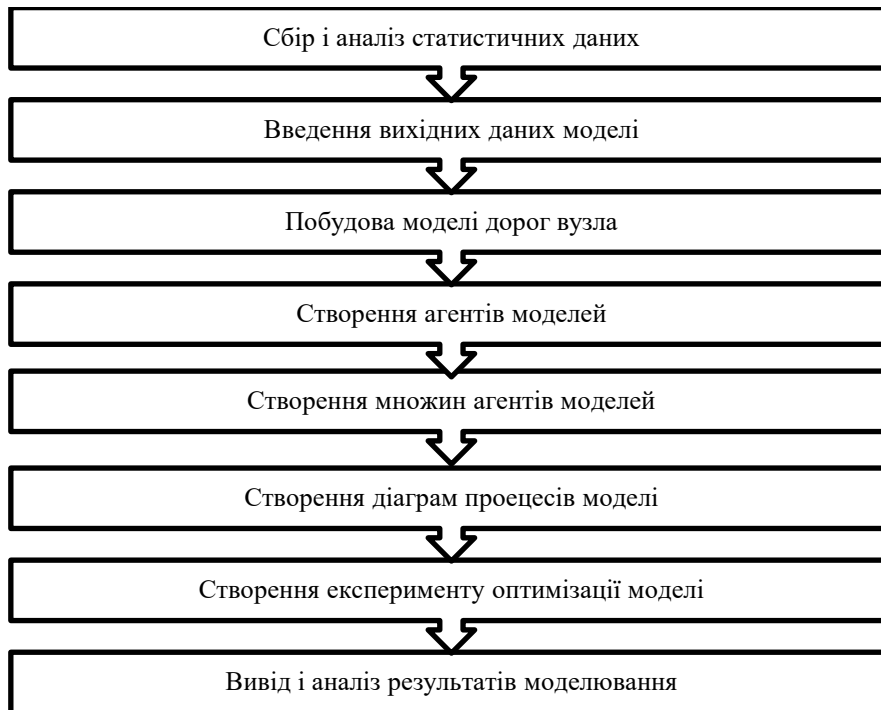 Сбір і аналіз статистичних даних
Введення вихідних даних моделі
Побудова моделі дорог вузла
Створення агентів моделей
Створення множин агентів моделей
Створення діаграм проецесів моделі
Створення експерименту оптимізації моделі
Вивід і аналіз результатів моделювання